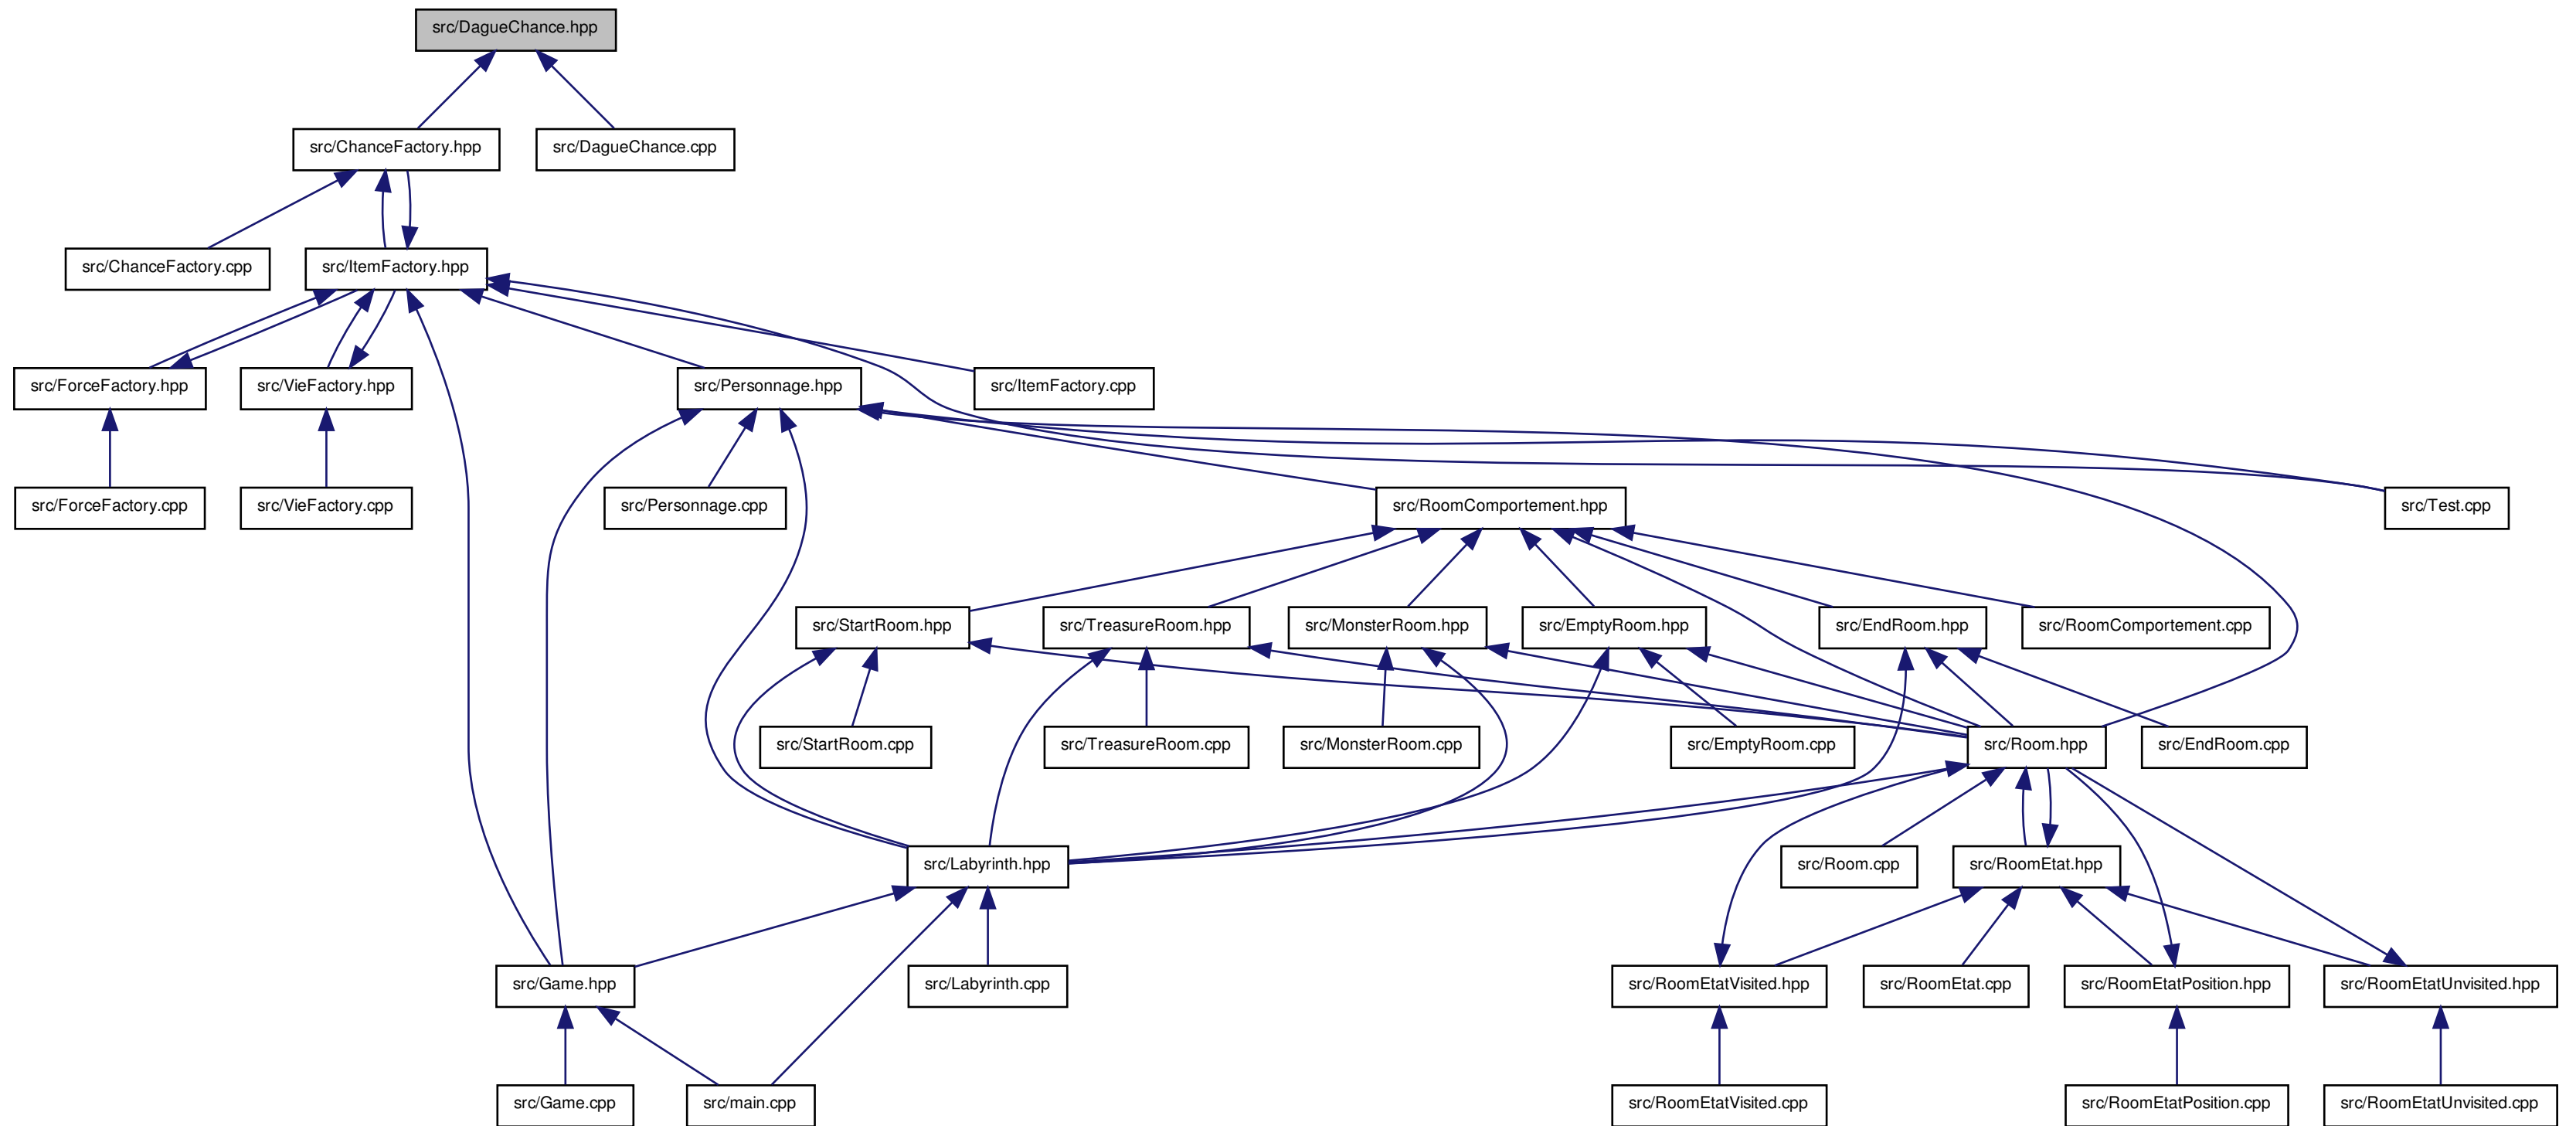 src/DagueChance.hpp
src/ChanceFactory.hpp
src/DagueChance.cpp
src/ChanceFactory.cpp
src/ItemFactory.hpp
src/ForceFactory.hpp
src/VieFactory.hpp
src/Personnage.hpp
src/ItemFactory.cpp
src/ForceFactory.cpp
src/VieFactory.cpp
src/Personnage.cpp
src/RoomComportement.hpp
src/Test.cpp
src/StartRoom.hpp
src/TreasureRoom.hpp
src/MonsterRoom.hpp
src/EmptyRoom.hpp
src/EndRoom.hpp
src/RoomComportement.cpp
src/StartRoom.cpp
src/TreasureRoom.cpp
src/MonsterRoom.cpp
src/EmptyRoom.cpp
src/Room.hpp
src/EndRoom.cpp
src/Labyrinth.hpp
src/Room.cpp
src/RoomEtat.hpp
src/Game.hpp
src/Labyrinth.cpp
src/RoomEtatVisited.hpp
src/RoomEtat.cpp
src/RoomEtatPosition.hpp
src/RoomEtatUnvisited.hpp
src/Game.cpp
src/main.cpp
src/RoomEtatVisited.cpp
src/RoomEtatPosition.cpp
src/RoomEtatUnvisited.cpp